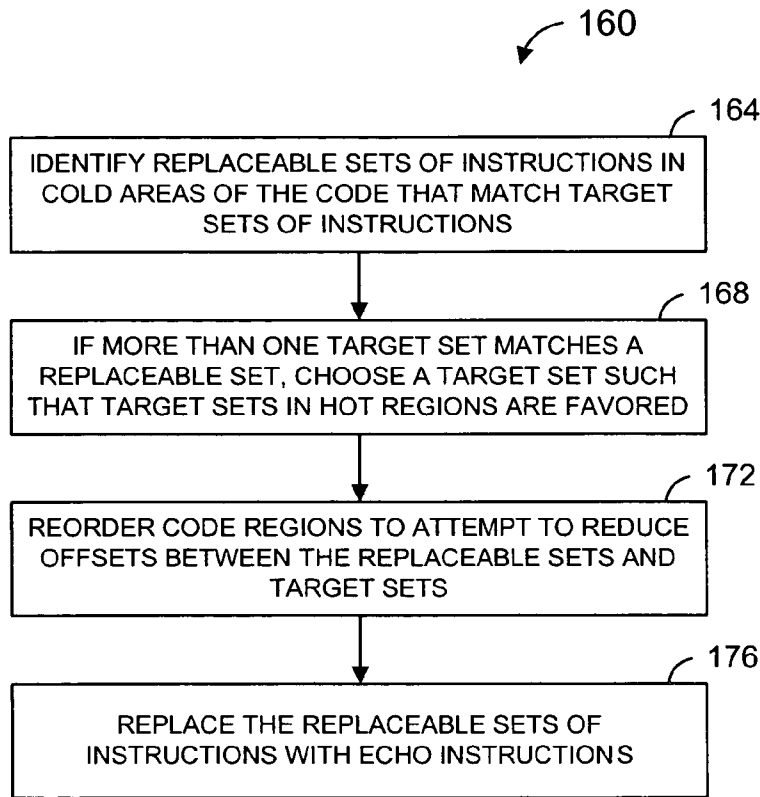 160
164
IDENTIFY REPLACEABLE SETS OF INSTRUCTIONS IN
COLD AREAS OF THE CODE THAT MATCH TARGET
SETS OF INSTRUCTIONS
168
IF MORE THAN ONE TARGET SET MATCHES A
REPLACEABLE SET, CHOOSE A TARGET SET SUCH
THAT TARGET SETS IN HOT REGIONS ARE FAVORED
172
REORDER CODE REGIONS TO ATTEMPT TO REDUCE
OFFSETS BETWEEN THE REPLACEABLE SETS AND
TARGET SETS
176
REPLACE THE REPLACEABLE SETS OF
INSTRUCTIONS WITH ECHO INSTRUCTIONS